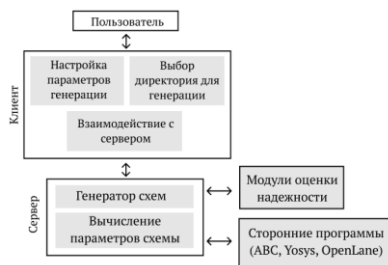 Пользователь
Клиент
Настройка
параметров
генерации
Выбор
директория для
генерации
Взаимодействие с
сервером
Сервер
Генератор схем
Вычисление
параметров схемы
Модули оценки
надежности
Сторонние программы
(ABC, Yosys, OpenLane)